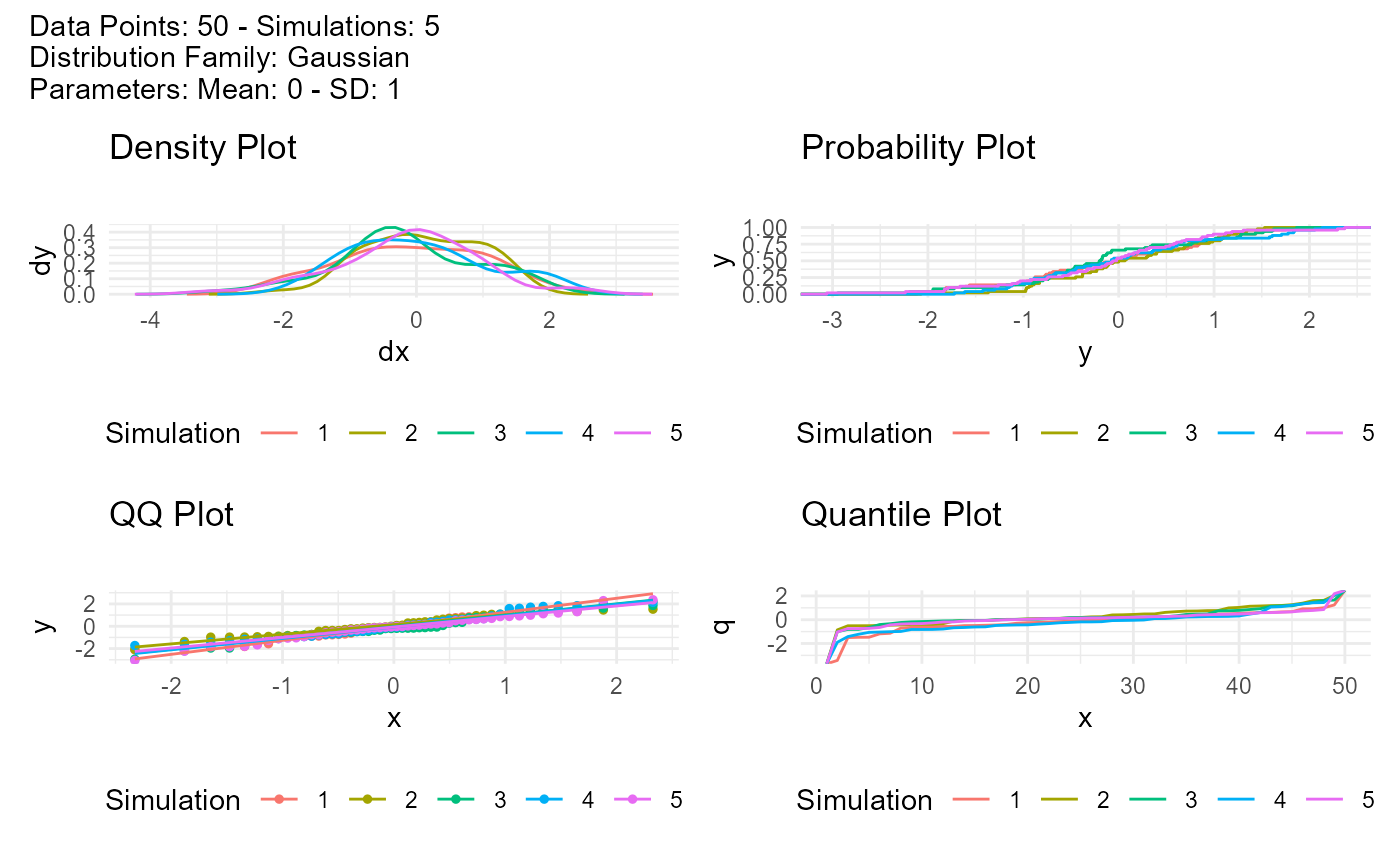 Data Points: 50 - Simulations: 5
Distribution Family: Gaussian
Parameters: Mean: 0 - SD: 1
Density Plot
dy
0.4
0.3
0.2
0.1
0.0
-4 -2 0 2
dx
Simulation 1 2 3 4 5
Probability Plot
y
1.00
0.75
0.50
0.25
0.00
-3 -2 -1 0 1 2
y
Simulation 1 2 3 4 5
QQ Plot
y
2
0
-2
-2 -1 0 1 2
x
Simulation 1 2 3 4 5
Quantile Plot
q
2
0
-2
0 10 20 30 40 50
x
Simulation 1 2 3 4 5